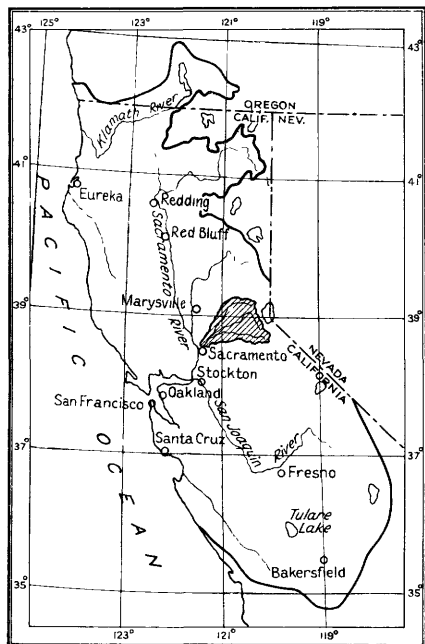 125° 121° 119°
43° 43°
Klamath River
OREGON
CALIF. NEV.
41° 41°
Eureka
Redding
Sacramento River
Red Bluff
PACIFIC OCEAN
39° 39°
Marysville
Sacramento
NEVADA
CALIFORNIA
Stockton
San Francisco
Oakland
San Joaquin River
Santa Cruz
37° 37°
Fresno
Tulare
Lake
Bakersfield
35° 35°
123° 121° 119°